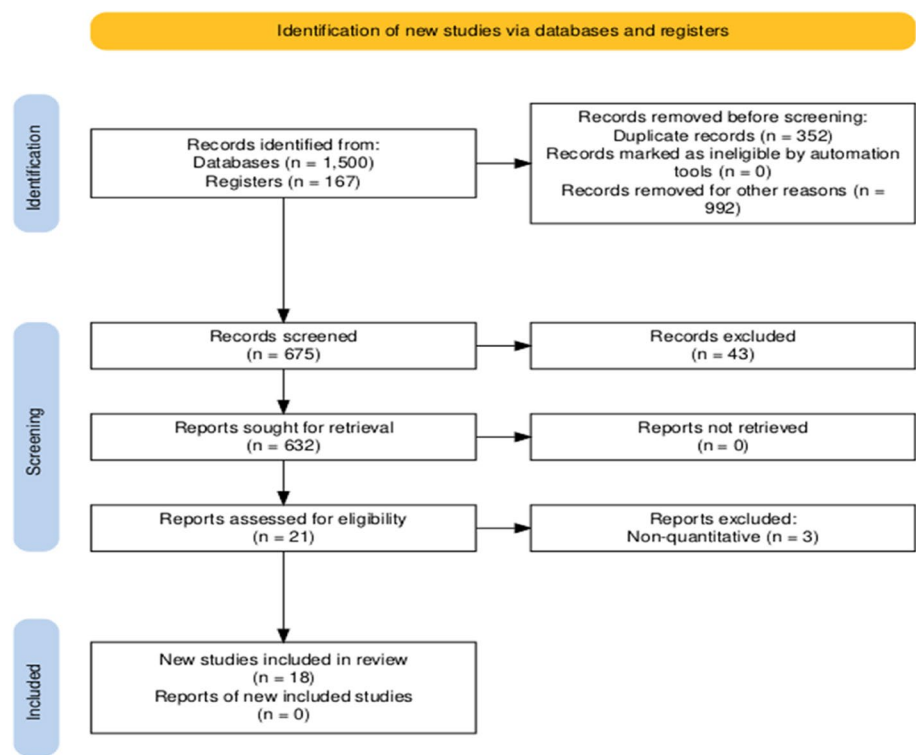 Identification of new studies via databases and registers
Identification
Records identified from:
Databases (n = 1,500)
Registers (n = 167)
Records removed before screening:
Duplicate records (n = 352)
Records marked as ineligible by automation
tools (n = 0)
Records removed for other reasons (n =
992)
Screening
Records screened
(n = 675)
Records excluded
(n = 43)
Reports sought for retrieval
(n = 632)
Reports not retrieved
(n = 0)
Reports assessed for eligibility
(n = 21)
Reports excluded:
Non-quantitative (n = 3)
Included
New studies included in review
(n = 18)
Reports of new included studies
(n = 0)